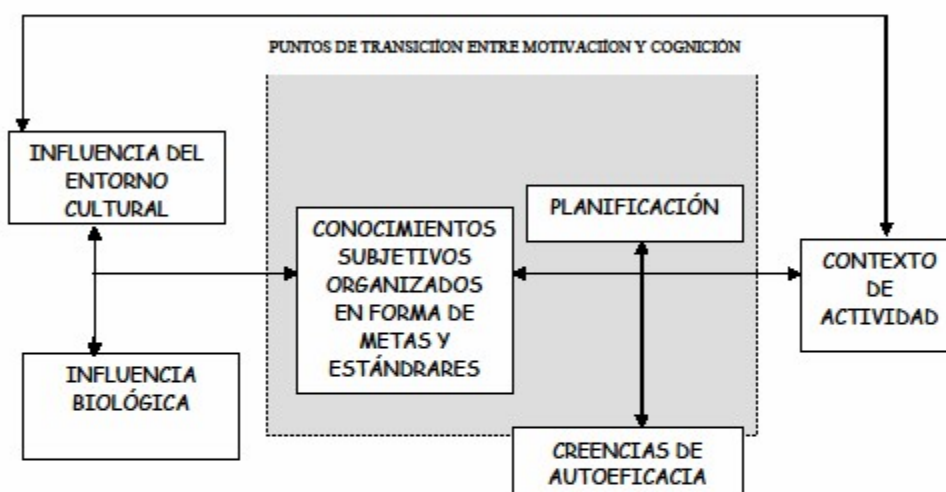 PUNTOS DE TRANSICIÍON ENTRE MOTIVACIÍON Y COGNICIÓN
INFLUENCIA DEL
ENTORNO
CULTURAL
CONOCIMIENTOS
SUBJETIVOS
ORGANIZADOS
EN FORMA DE
METAS Y
ESTÁNDRARES
PLANIFICACIÓN
CONTEXTO
DE
ACTIVIDAD
INFLUENCIA
BIOLÓGICA
CREENCIAS DE
AUTOEFICACIA